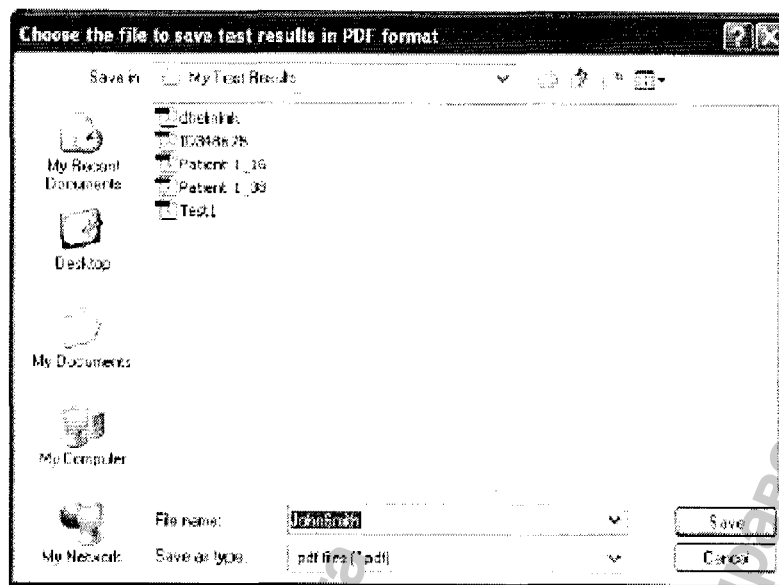 Choose the file to save test results in PDF format
Save in
My Test Results
My Recent
Documents
Desktop
My Documents
My Computer
My Network
Patient 1_16
Patient 1_38
Test1
File name:
JohnSmith
Save
Save as type
pdf files (*.pdf)
Cancel